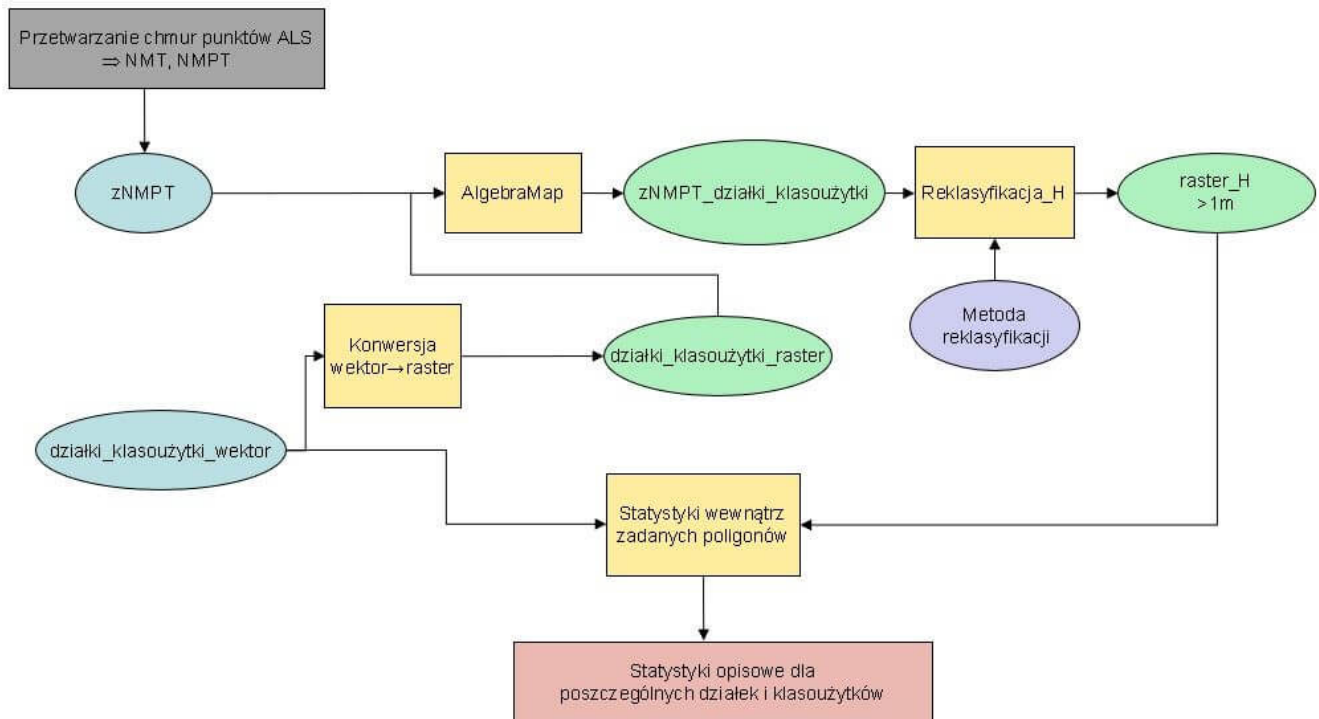 Przetwarzanie chmur punktów ALS
⇒ NMT, NMPT
zNMPT
AlgebraMap
zNMPT_działki_klasoużytki
Reklasyfikacja_H
raster_H
>1m
Konwersja
wektor→raster
działki_klasoużytki_raster
Metoda
reklasyfikacji
działki_klasoużytki_wektor
Statystyki wewnątrz
zadanych poligonów
Statystyki opisowe dla
poszczególnych działek i klasoużytków